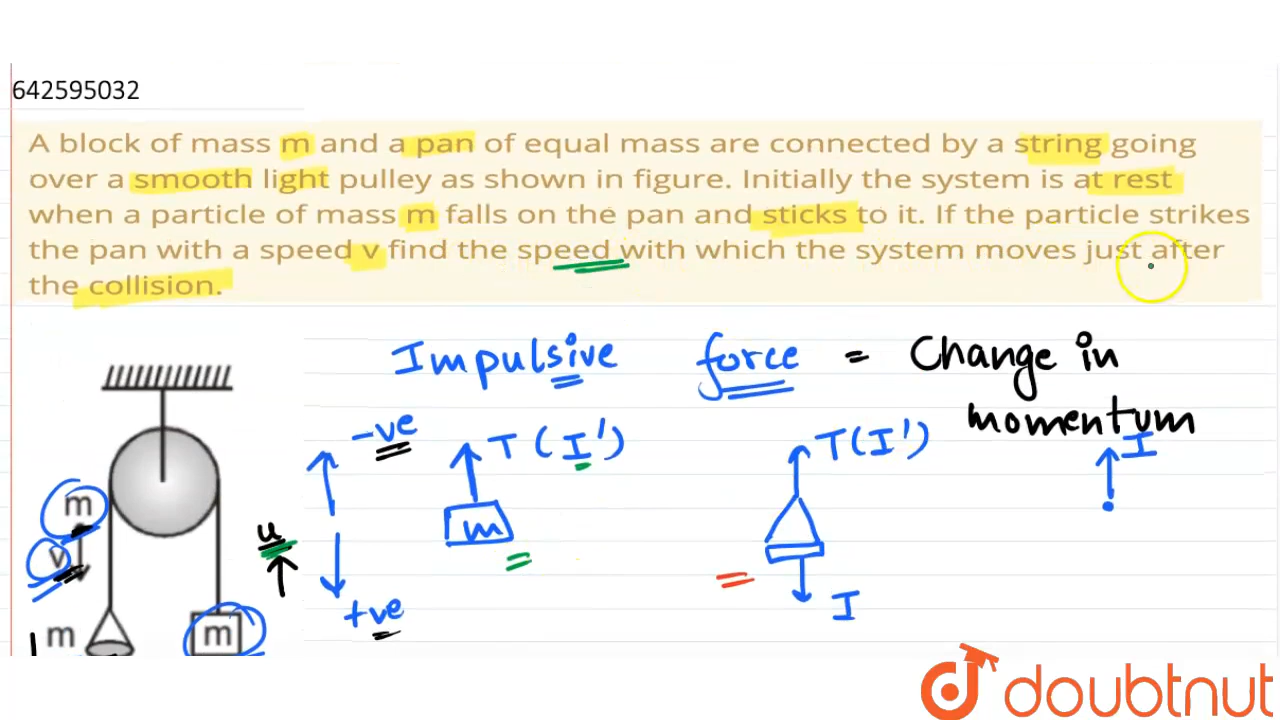 642595032
A block of mass m and a pan of equal mass are connected by a string going
over a smooth light pulley as shown in figure. Initially the system is at rest
when a particle of mass m falls on the pan and sticks to it. If the particle strikes
the pan with a speed v find the speed with which the system moves just after
the collision.
Impulsive force = Change in
momentum
-ve
T (I')
T(I')
I
m
v
u
m
+ve
I
m
m
doubtnut